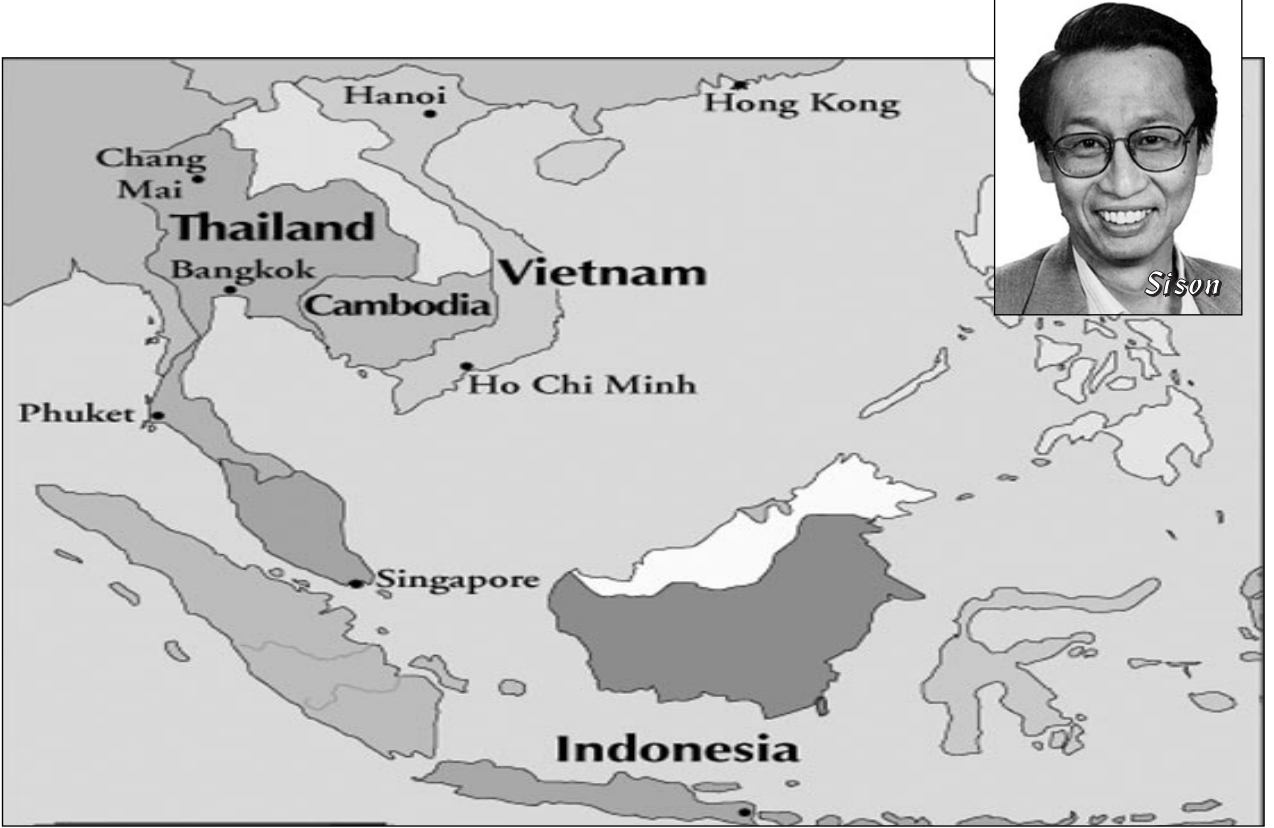 Hanoi
Hong Kong
Chang
Mai
Thailand
Bangkok
Vietnam
Cambodia
Sison
Ho Chi Minh
Phuket
Singapore
Indonesia